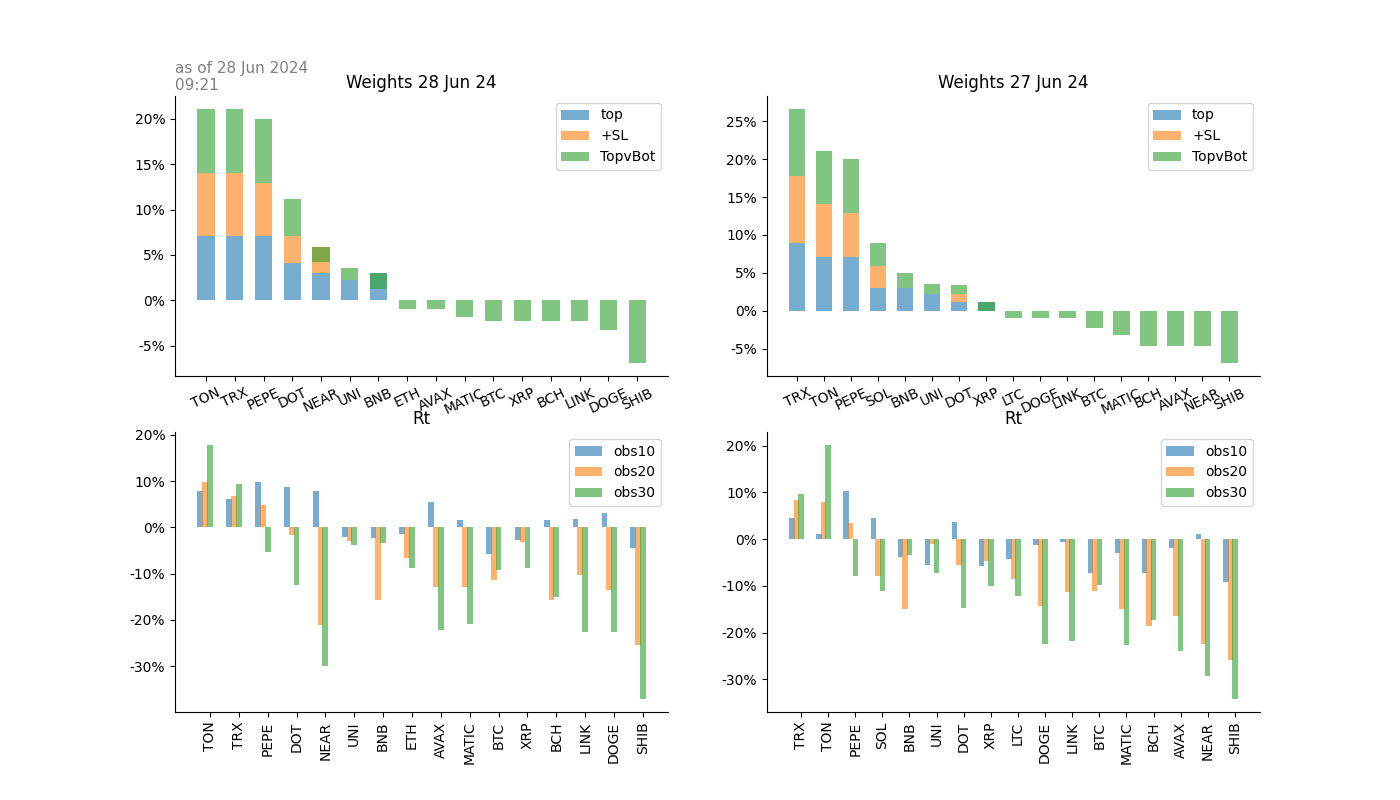 as of 28 Jun 2024
09:21
Weights 28 Jun 24
20%
15%
10%
5%
0%
-5%
top
+SL
TopvBot
TON TRX PEPE DOT NEAR UNI BNB ETH AVAX MATIC BTC XRP BCH LINK DOGE SHIB
Weights 27 Jun 24
25%
20%
15%
10%
5%
0%
-5%
top
+SL
TopvBot
TRX TON PEPE SOL BNB UNI DOT XRP LTC DOGE LINK BTC MATIC BCH AVAX NEAR SHIB
Rt
20%
10%
0%
-10%
-20%
-30%
obs10
obs20
obs30
TON TRX PEPE DOT NEAR UNI BNB ETH AVAX MATIC BTC XRP BCH LINK DOGE SHIB
Rt
20%
10%
0%
-10%
-20%
-30%
obs10
obs20
obs30
TRX TON PEPE SOL BNB UNI DOT XRP LTC DOGE LINK BTC MATIC BCH AVAX NEAR SHIB